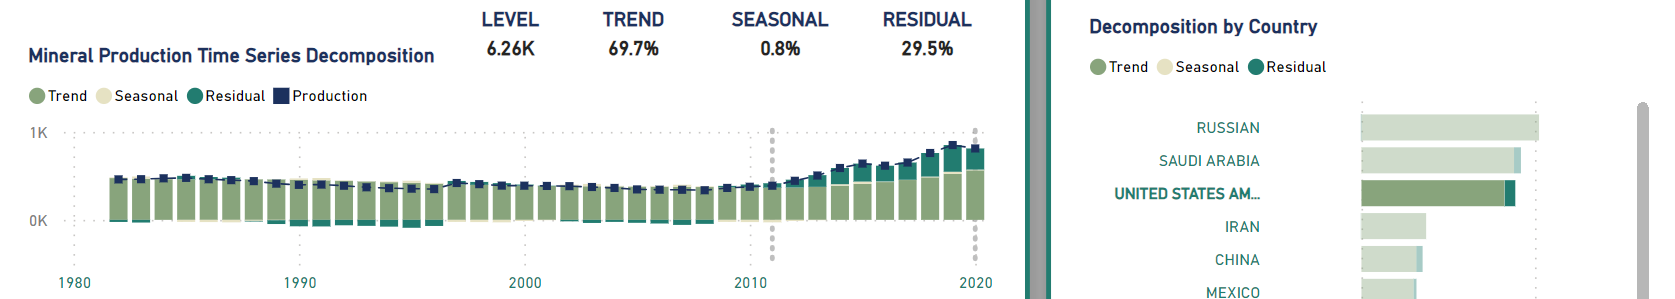 LEVEL TREND SEASONAL RESIDUAL
6.26K 69.7% 0.8% 29.5%
Mineral Production Time Series Decomposition
Trend Seasonal Residual Production
1K
0K
1980 1990 2000 2010 2020
Decomposition by Country
Trend Seasonal Residual
RUSSIAN
SAUDI ARABIA
UNITED STATES AM...
IRAN
CHINA
MEXICO